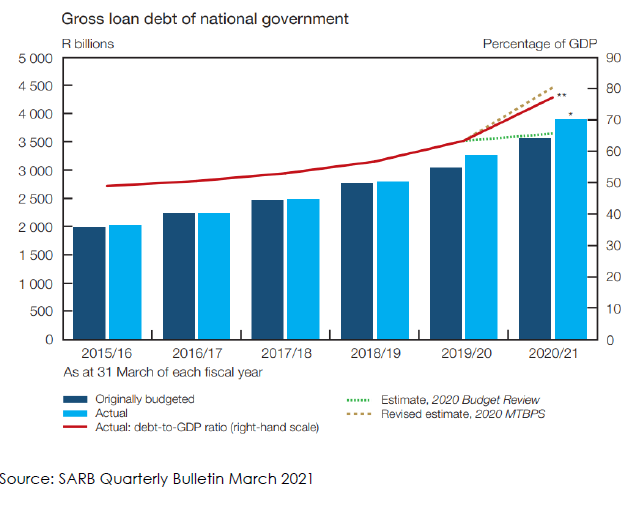 Gross loan debt of national government
R billions Percentage of GDP
5 000 90
4 500 80
4 000 70
3 500 60
3 000 50
2 500 40
2 000 30
1 500 20
1 000 10
500 0
0
** 
*
2015/16 2016/17 2017/18 2018/19 2019/20 2020/21
As at 31 March of each fiscal year
Originally budgeted Estimate, 2020 Budget Review
Actual Revised estimate, 2020 MTBPS
Actual: debt-to-GDP ratio (right-hand scale)
Source: SARB Quarterly Bulletin March 2021